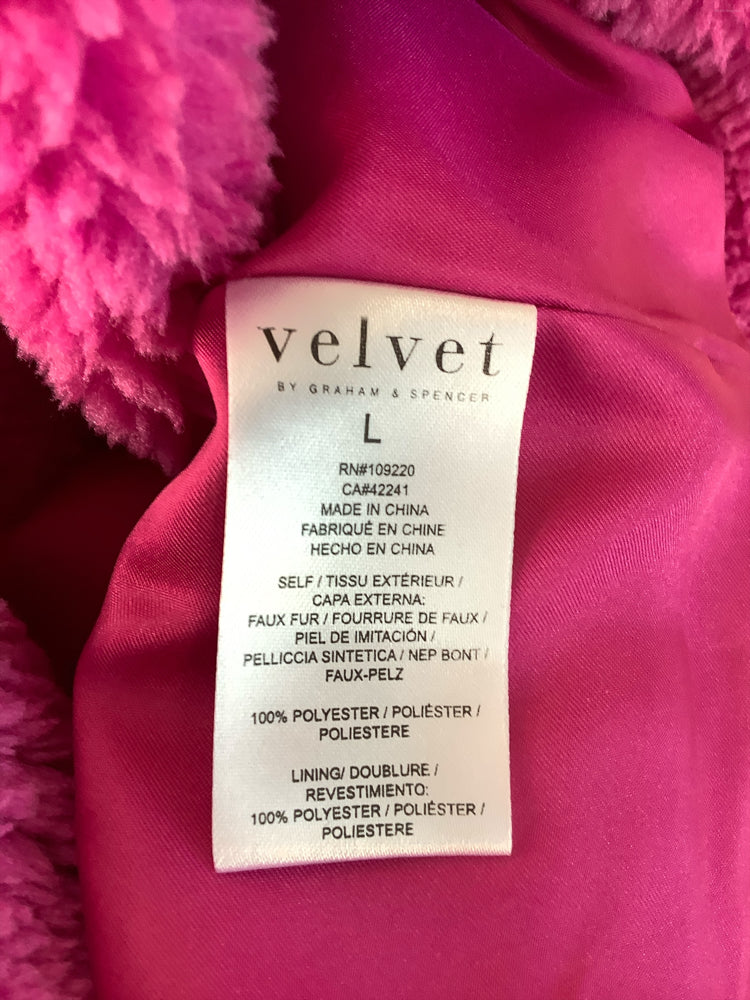 velvet
BY GRAHAM & SPENCER
L
RN#109220
CA#42241
MADE IN CHINA
FABRIQUÉ EN CHINE
HECHO EN CHINA
SELF / TISSU EXTÉRIEUR /
CAPA EXTERNA:
FAUX FUR / FOURRURE DE FAUX /
PIEL DE IMITACIÓN /
PELLICCIA SINTETICA / NEP BONT /
FAUX-PELZ
100% POLYESTER / POLIÉSTER /
POLIESTERE
LINING/ DOUBLURE /
REVESTIMIENTO:
100% POLYESTER / POLIÉSTER /
POLIESTERE